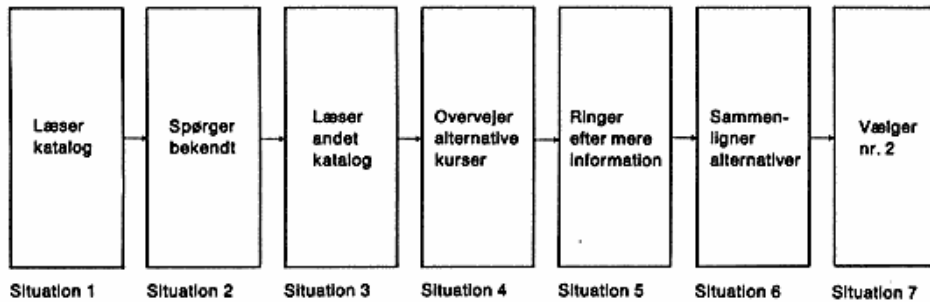 Læser
katalog
Spørger
bekendt
Læser
andet
katalog
Overvejer
alternative
kurser
Ringer
efter mere
information
Sammen-
ligner
alternativer
Vælger
nr. 2
Situation 1
Situation 2
Situation 3
Situation 4
Situation 5
Situation 6
Situation 7